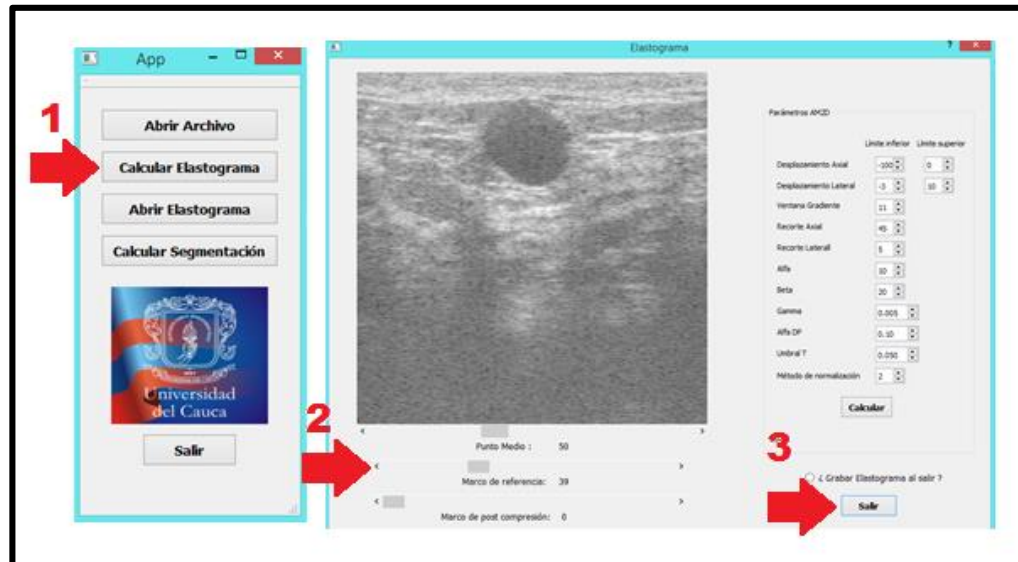 1
App
Abrir Archivo
Calcular Elastograma
Abrir Elastograma
Calcular Segmentación
Universidad
del Cauca
Salir
Elastograma
Parámetros AM2D
Límite inferior Límite superior
Desplazamiento Axial -100 0
Desplazamiento Lateral -3 10
Ventana Gradiente 11
Recorte Axial 45
Recorte Laterall 5
Alfa 10
Beta 20
Gamma 0.005
Alfa DP 0.10
Umbral T 0.050
Método de normalización 2
Calcular
2
Punto Medio : 50
Marco de referencia: 39
Marco de post compresión: 0
3
¿ Grabar Elastograma al salir ?
Salir